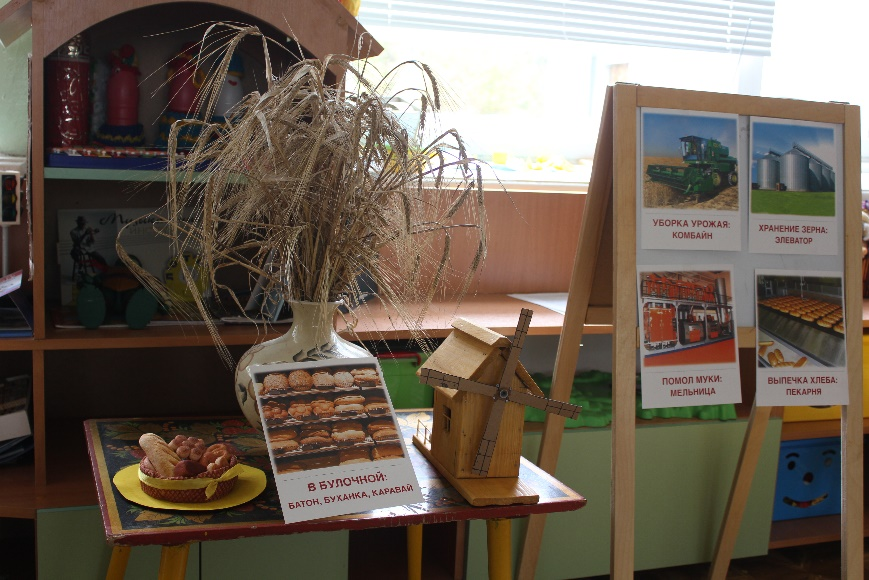 УБОРКА УРОЖАЯ:
КОМБАЙН
ХРАНЕНИЕ ЗЕРНА:
ЭЛЕВАТОР
ПОМОЛ МУКИ:
МЕЛЬНИЦА
ВЫПЕЧКА ХЛЕБА:
ПЕКАРНЯ
В БУЛОЧНОЙ:
БАТОН, БУХАНКА, КАРАВАЙ